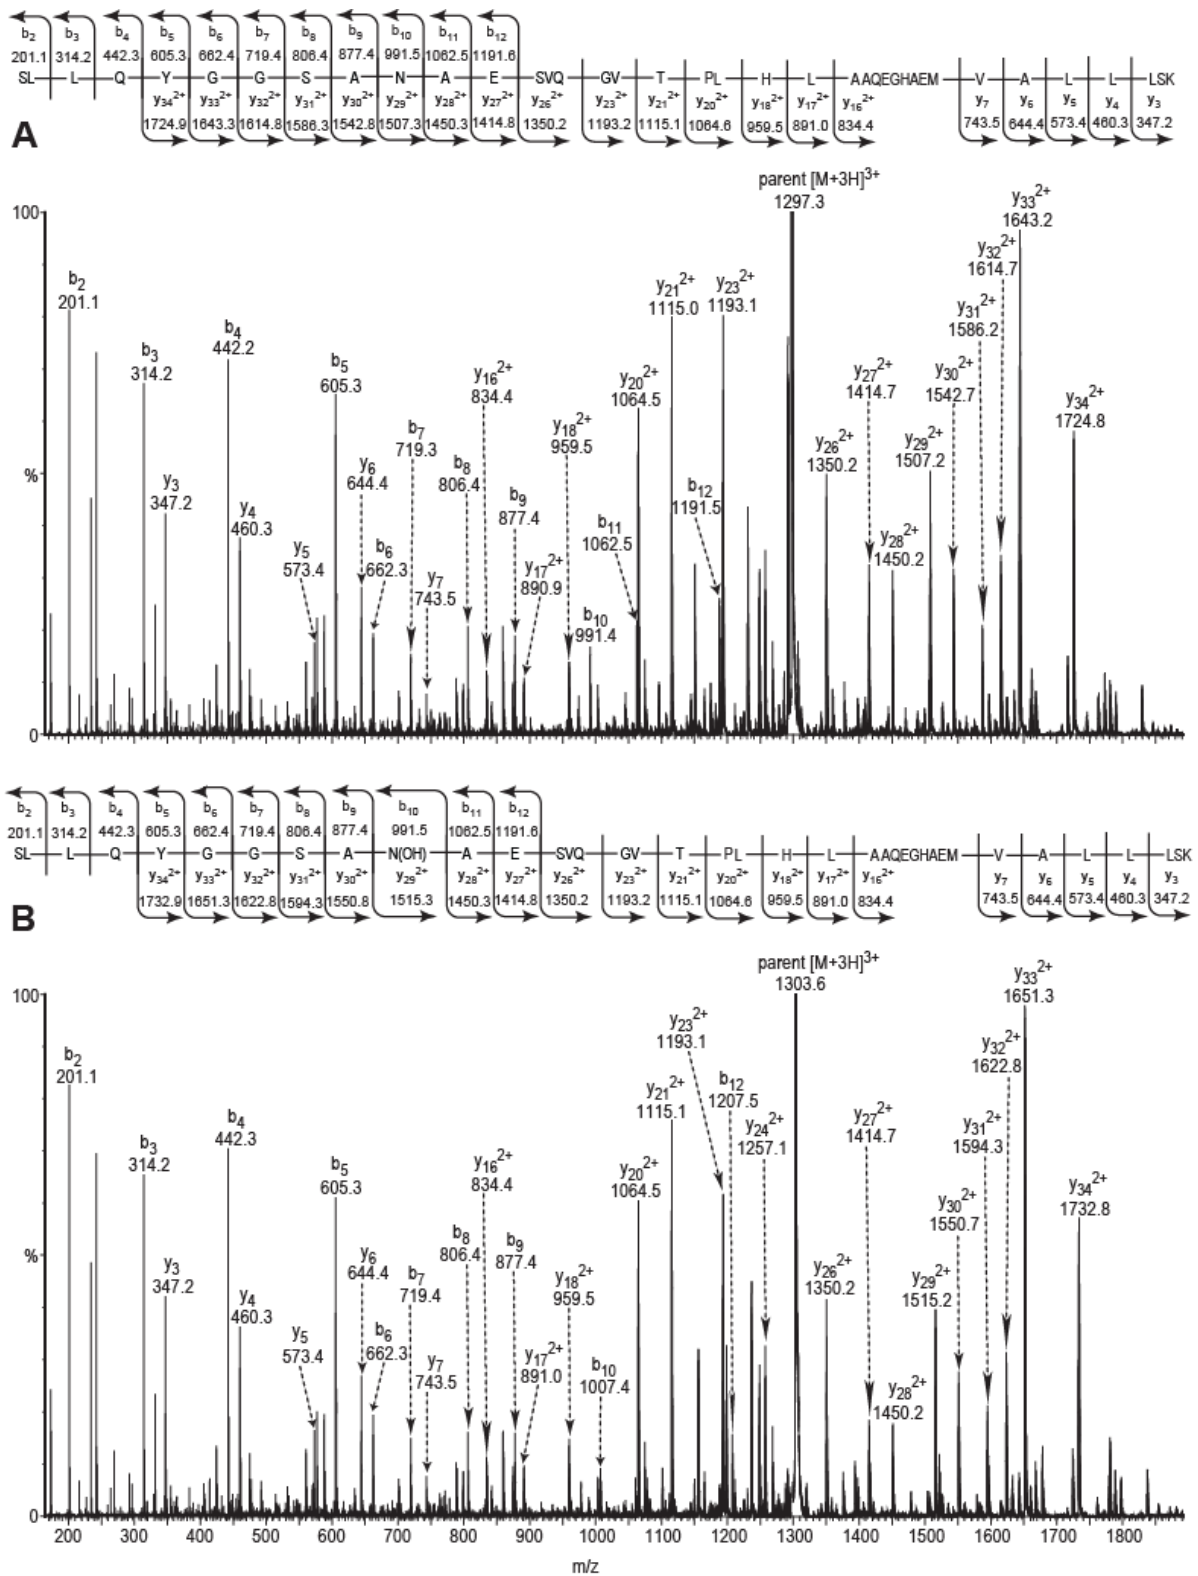 b2 b3 b4 b5 b6 b7 b8 b9 b10 b11 b12
201.1 314.2 442.3 605.3 662.4 719.4 806.4 877.4 991.5 1062.5 1191.6
SL L Q Y G G S A N A E SVQ GV T PL H L AAQEGHAEM V A L L LSK
y34 2+ y33 2+ y32 2+ y31 2+ y30 2+ y29 2+ y28 2+ y27 2+ y26 2+ y23 2+ y21 2+ y20 2+ y18 2+ y17 2+ y16 2+ y7 y6 y5 y4 y3
1724.9 1643.3 1614.8 1586.3 1542.8 1507.3 1450.3 1414.8 1350.2 1193.2 1115.1 1064.6 959.5 891.0 834.4 743.5 644.4 573.4 460.3 347.2
A
parent [M+3H]3+
1297.3
y33 2+
1643.2
100
y32 2+
1614.7
b2
201.1
y21 2+
1115.0
y23 2+
1193.1
y31 2+
1586.2
b4
442.2
b3
314.2
b5
605.3
y16 2+
834.4
y20 2+
1064.5
y27 2+
1414.7
y30 2+
1542.7
y34 2+
1724.8
b7
719.3
y18 2+
959.5
y26 2+
1350.2
y29 2+
1507.2
%
y3
347.2
y6
644.4
b8
806.4
b9
877.4
b12
1191.5
y4
460.3
b11
1062.5
y28 2+
1450.2
y5
573.4
b6
662.3
y7
743.5
y17 2+
890.9
b10
991.4
0
b2 b3 b4 b5 b6 b7 b8 b9 b10 b11 b12
201.1 314.2 442.3 605.3 662.4 719.4 806.4 877.4 991.5 1062.5 1191.6
SL L Q Y G G S A N(OH) A E SVQ GV T PL H L AAQEGHAEM V A L L LSK
y34 2+ y33 2+ y32 2+ y31 2+ y30 2+ y29 2+ y28 2+ y27 2+ y26 2+ y23 2+ y21 2+ y20 2+ y18 2+ y17 2+ y16 2+ y7 y6 y5 y4 y3
1732.9 1651.3 1622.8 1594.3 1550.8 1515.3 1450.3 1414.8 1350.2 1193.2 1115.1 1064.6 959.5 891.0 834.4 743.5 644.4 573.4 460.3 347.2
B
parent [M+3H]3+
1303.6
y33 2+
1651.3
100
y23 2+
1193.1
y32 2+
1622.8
b2
201.1
y21 2+
1115.1
b12
1207.5
b4
442.3
y24 2+
1257.1
y27 2+
1414.7
y31 2+
1594.3
b3
314.2
b5
605.3
y16 2+
834.4
y20 2+
1064.5
y34 2+
1732.8
y30 2+
1550.7
%
y3
347.2
y6
644.4
b8
806.4
b9
877.4
y26 2+
1350.2
y29 2+
1515.2
b7
719.4
y18 2+
959.5
y4
460.3
y5
573.4
b6
662.3
y7
743.5
y17 2+
891.0
b10
1007.4
y28 2+
1450.2
0
200 300 400 500 600 700 800 900 1000 1100 1200 1300 1400 1500 1600 1700 1800
m/z